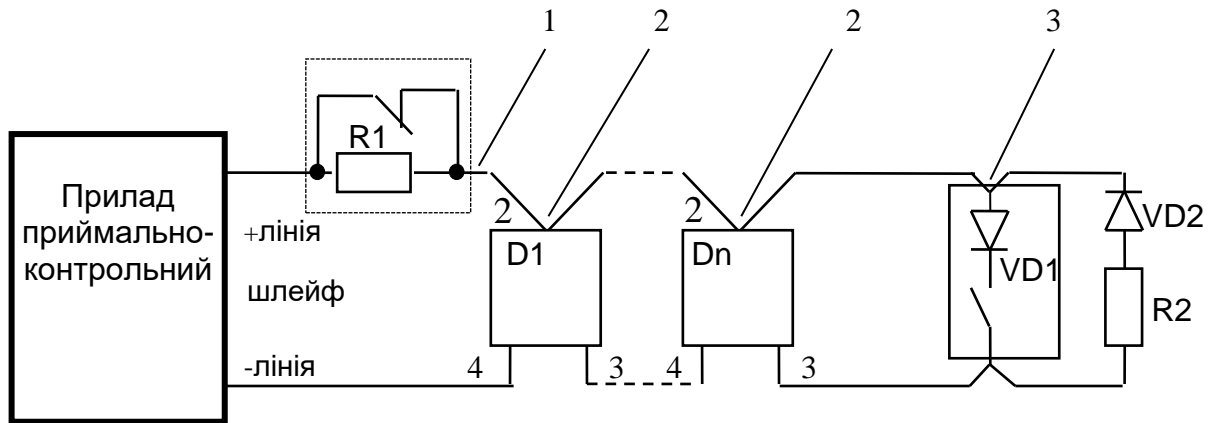 1
2
2
3
R1
Прилад
приймально-
контрольний
+лінія
шлейф
-лінія
2
D1
4
3
2
Dn
4
3
VD1
VD2
R2